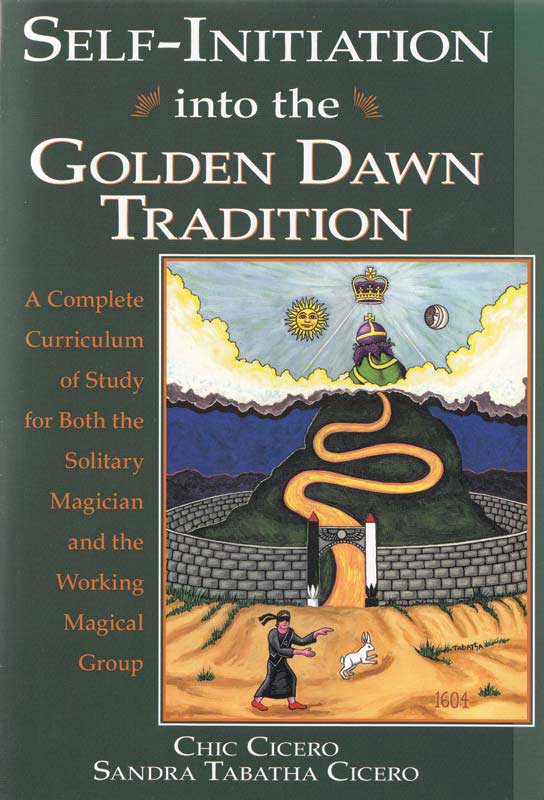 SELF-INITIATION
into the
GOLDEN DAWN
TRADITION
A Complete
Curriculum
of Study
for Both the
Solitary
Magician
and the
Working
Magical
Group
TABATHA
1604
CHIC CICERO
SANDRA TABATHA CICERO